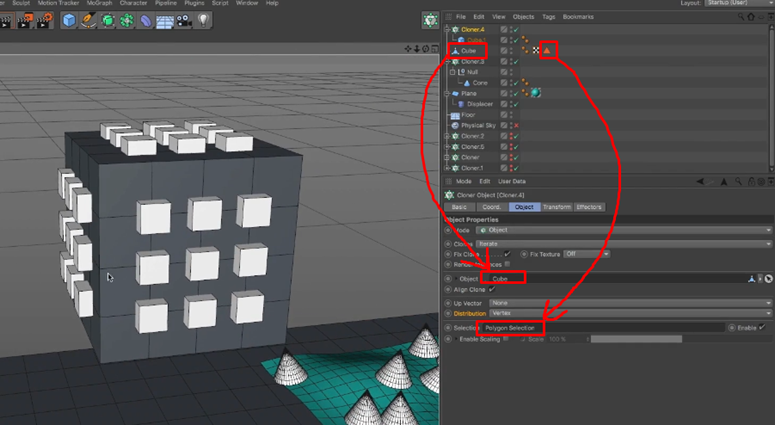 Sculpt Motion Tracker MoGraph Character Pipeline Plugins Script Window Help
Layout: Startup (User)
File Edit View Objects Tags Bookmarks
Cloner.4
Cube.1
Cube
Cloner.3
Null
Cone
Plane
Displacer
Floor
Physical Sky
Cloner.2
Cloner
Cloner.1
Mode Edit User Data
Cloner Object [Cloner.4]
Basic Coord. Object Transform Effectors
Object Properties
Mode Object
Clones Iterate
Fix Clone Fix Texture Off
Render Instances
Object Cube
Align Clone
Up Vector None
Distribution Vertex
Selection Polygon Selection Enable
Enable Scaling Scale 100 %